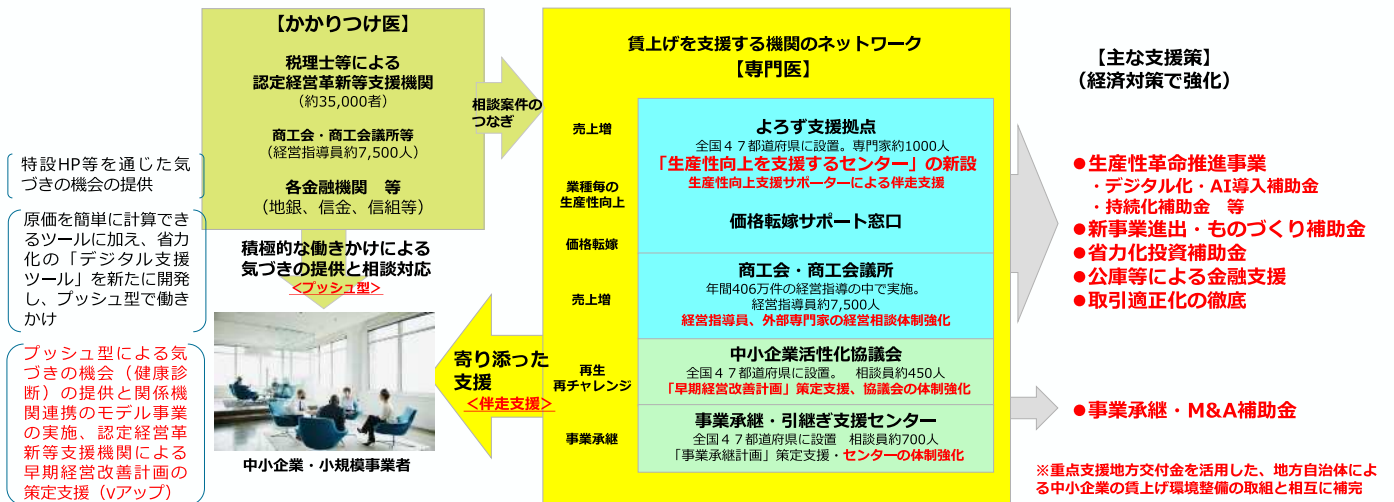 【かかりつけ医】
税理士等による
認定経営革新等支援機関
（約35,000者）
商工会・商工会議所等
（経営指導員約7,500人）
各金融機関　等
（地銀、信金、信組等）
相談案件の
つなぎ
特設HP等を通じた気
づきの機会の提供
原価を簡単に計算でき
るツールに加え、省力
化の「デジタル支援
ツール」を新たに開発
し、プッシュ型で働き
かけ
プッシュ型による気
づきの機会（健康診
断）の提供と関係機
関連携のモデル事業
の実施、認定経営革
新等支援機関による
早期経営改善計画の
策定支援（Vアップ）
積極的な働きかけによる
気づきの提供と相談対応
＜プッシュ型＞
中小企業・小規模事業者
寄り添った
支援
＜伴走支援＞
賃上げを支援する機関のネットワーク
【専門医】
売上増
業種毎の
生産性向上
価格転嫁
売上増
再生
再チャレンジ
事業承継
よろず支援拠点
全国４７都道府県に設置。専門家約1000人
「生産性向上を支援するセンター」の新設
生産性向上支援サポーターによる伴走支援
価格転嫁サポート窓口
商工会・商工会議所
年間406万件の経営指導の中で実施。
経営指導員約7,500人
経営指導員、外部専門家の経営相談体制強化
中小企業活性化協議会
全国４７都道府県に設置。　相談員約450人
「早期経営改善計画」策定支援、協議会の体制強化
事業承継・引継ぎ支援センター
全国４７都道府県に設置　相談員約700人
「事業承継計画」策定支援・センターの体制強化
【主な支援策】
（経済対策で強化）
●生産性革命推進事業
・デジタル化・AI導入補助金
・持続化補助金　等
●新事業進出・ものづくり補助金
●省力化投資補助金
●公庫等による金融支援
●取引適正化の徹底
●事業承継・M&A補助金
※重点支援地方交付金を活用した、地方自治体によ
る中小企業の賃上げ環境整備の取組と相互に補完